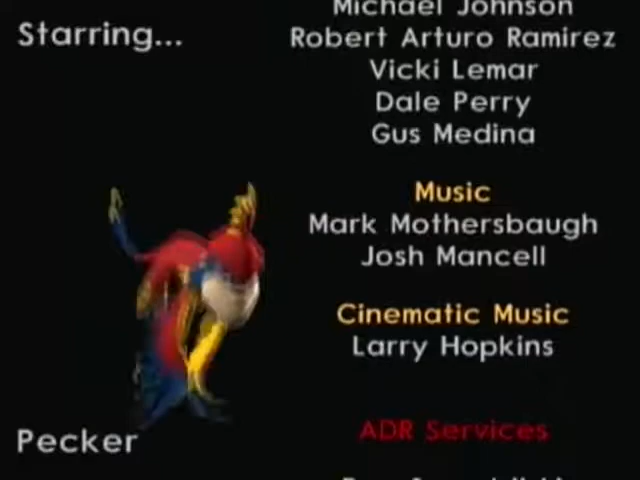 Starring...
Pecker
Michael Johnson
Robert Arturo Ramirez
Vicki Lemar
Dale Perry
Gus Medina
Music
Mark Mothersbaugh
Josh Mancell
Cinematic Music
Larry Hopkins
ADR Services